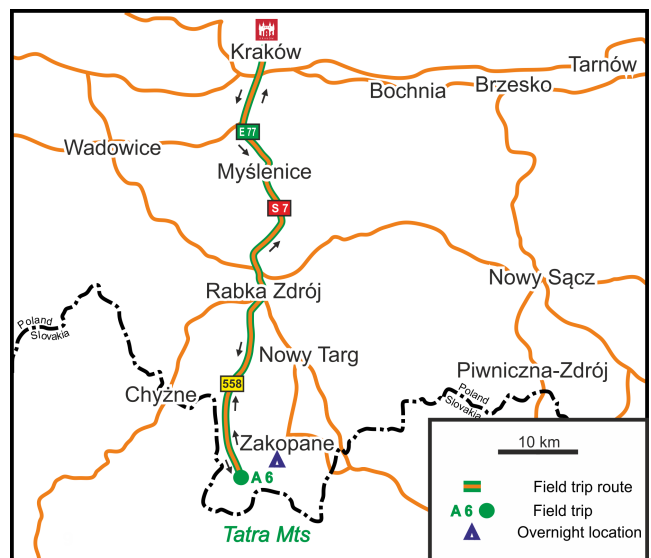 Kraków
Tarnów
Bochnia
Brzesko
E 77
Wadowice
Myślenice
S 7
Nowy Sącz
Rabka Zdrój
Poland
Slovakia
Nowy Targ
Piwniczna-Zdrój
558
Chyżne
Poland
Slovakia
Zakopane
A 6
Tatra Mts
10 km
Field trip route
A 6 Field trip
Overnight location